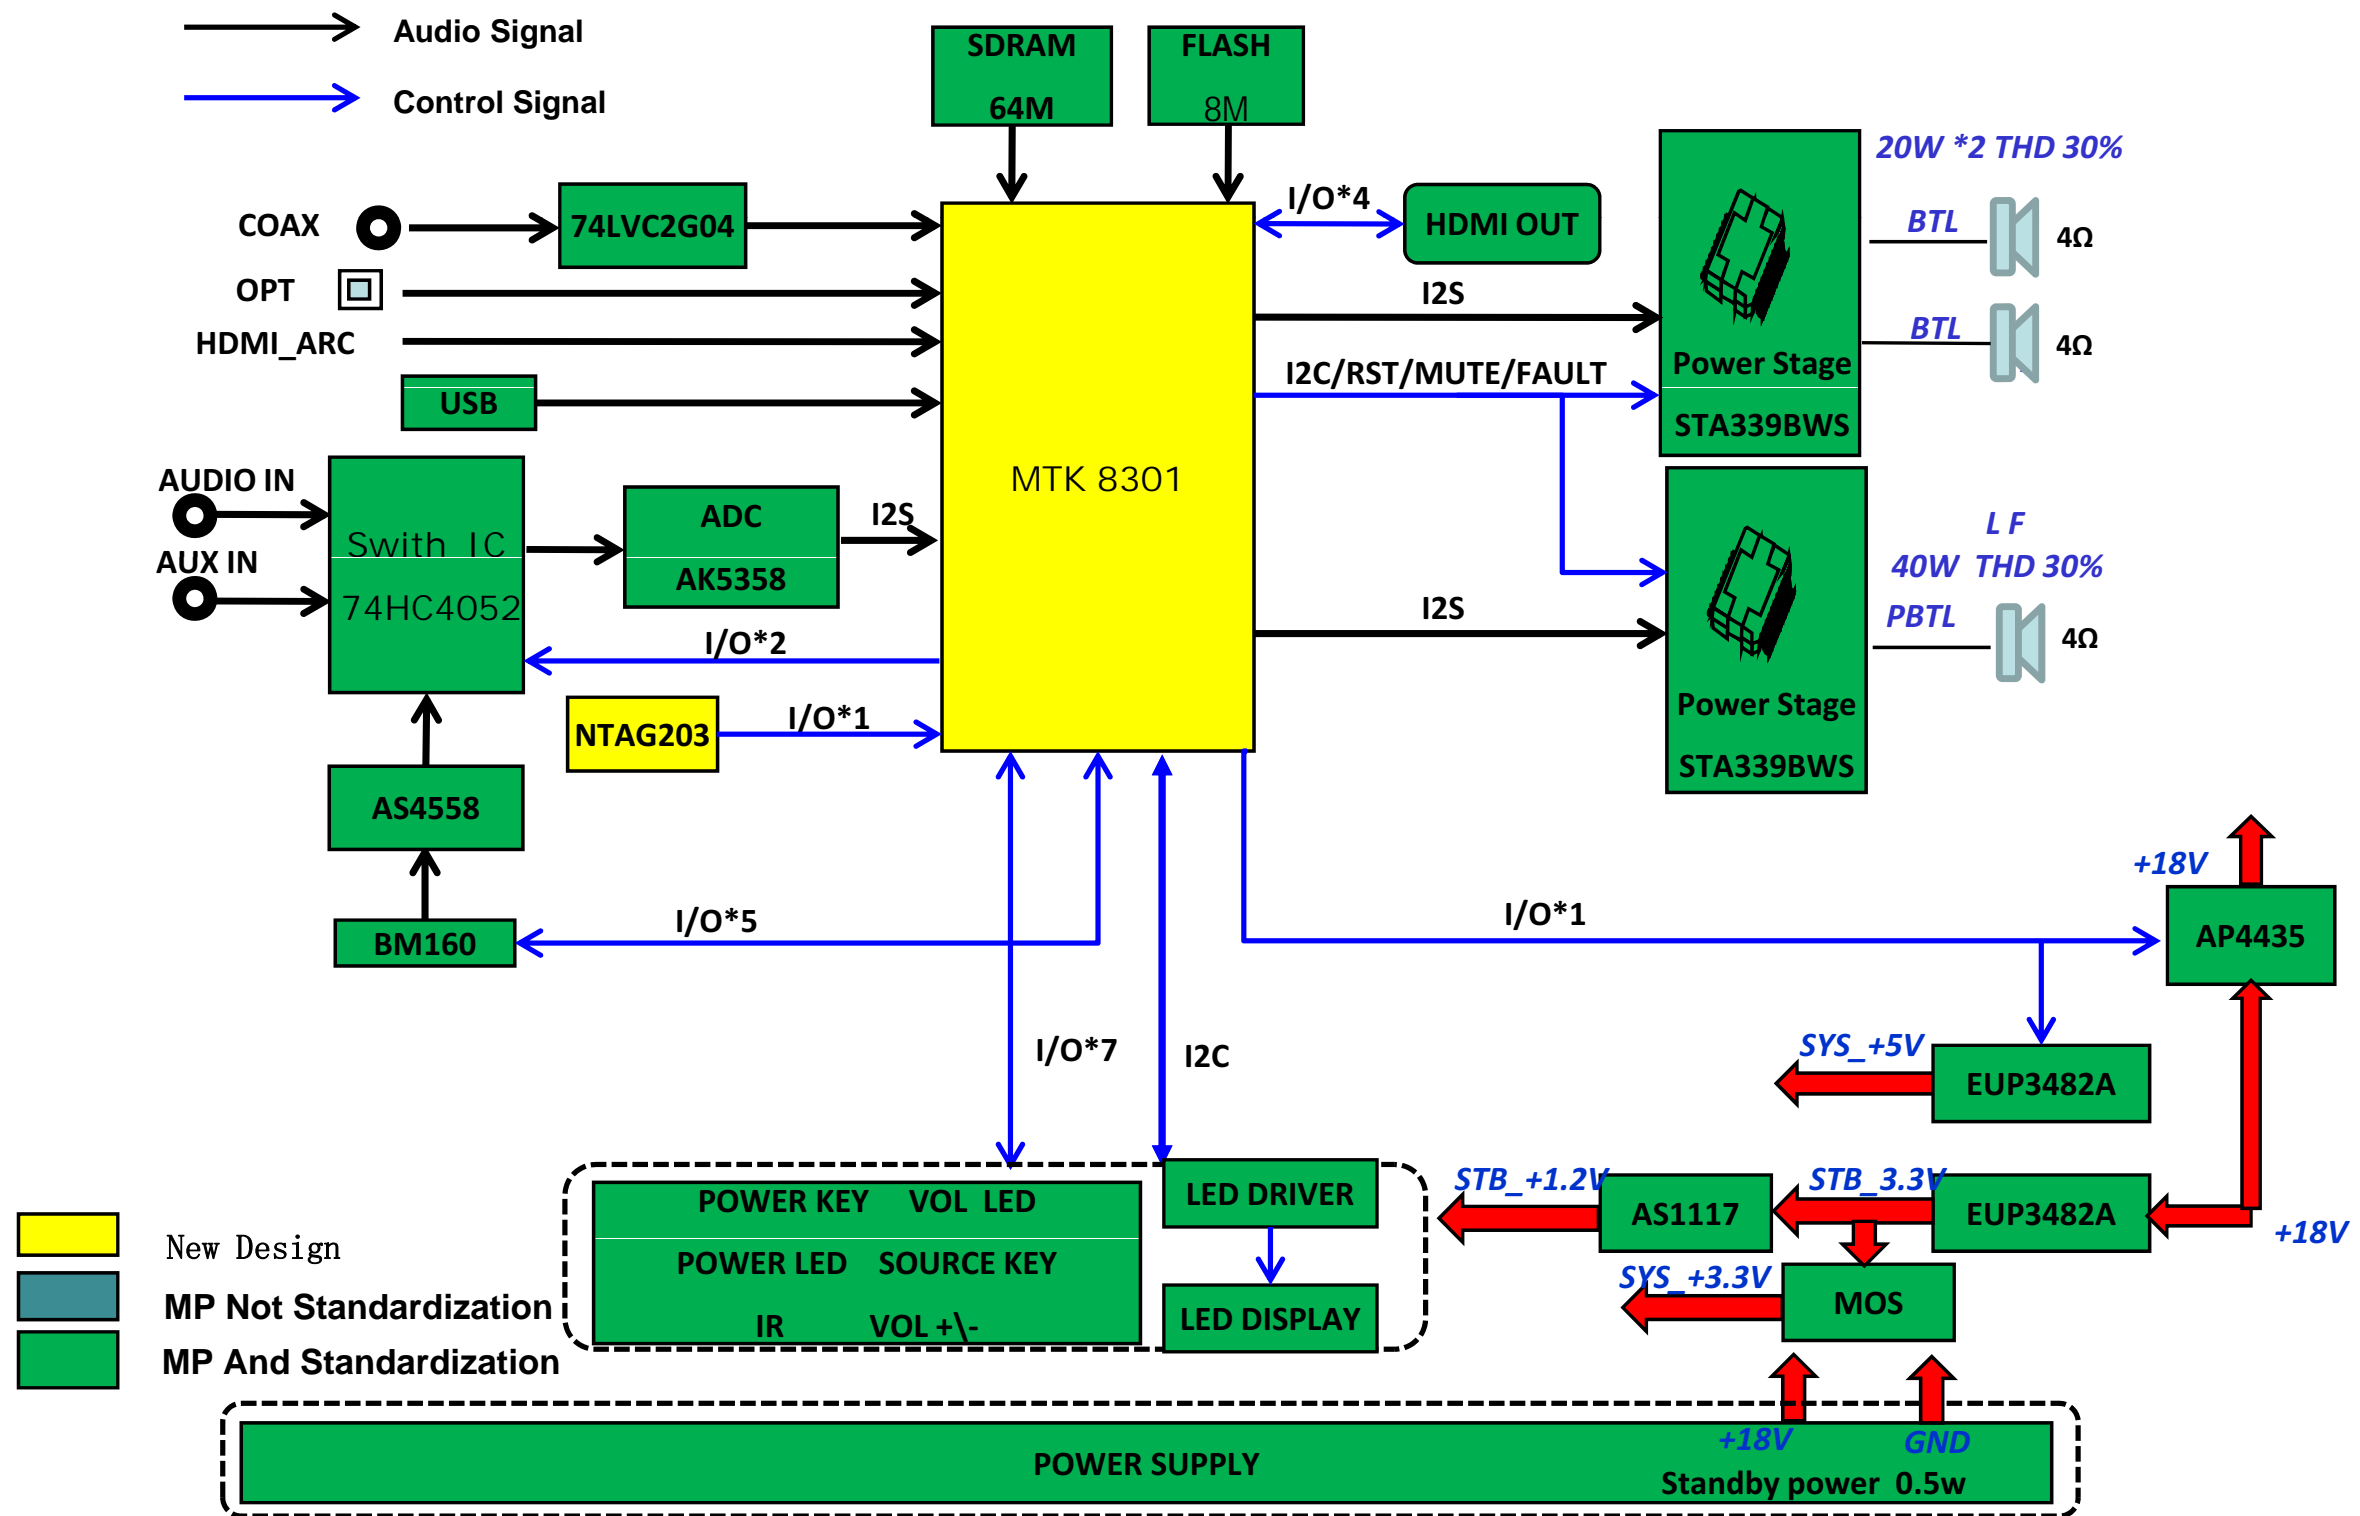 Audio Signal
Control Signal
SDRAM
64M
FLASH
8M
COAX
74LVC2G04
OPT
HDMI_ARC
USB
AUDIO IN
AUX IN
Swith IC
74HC4052
ADC
AK5358
I2S
I/O*2
NTAG203
I/O*1
AS4558
BM160
I/O*5
MTK 8301
I/O*4
HDMI OUT
I2S
I2C/RST/MUTE/FAULT
I2S
Power Stage
STA339BWS
20W *2 THD 30%
BTL
4Ω
BTL
4Ω
Power Stage
STA339BWS
L F
40W THD 30%
PBTL
4Ω
I/O*1
+18V
AP4435
I/O*7
I2C
SYS_+5V
EUP3482A
STB_+1.2V
AS1117
STB_3.3V
EUP3482A
+18V
SYS_+3.3V
MOS
POWER KEY VOL LED
POWER LED SOURCE KEY
IR VOL +\-
LED DRIVER
LED DISPLAY
New Design
MP Not Standardization
MP And Standardization
+18V
GND
POWER SUPPLY
Standby power 0.5w